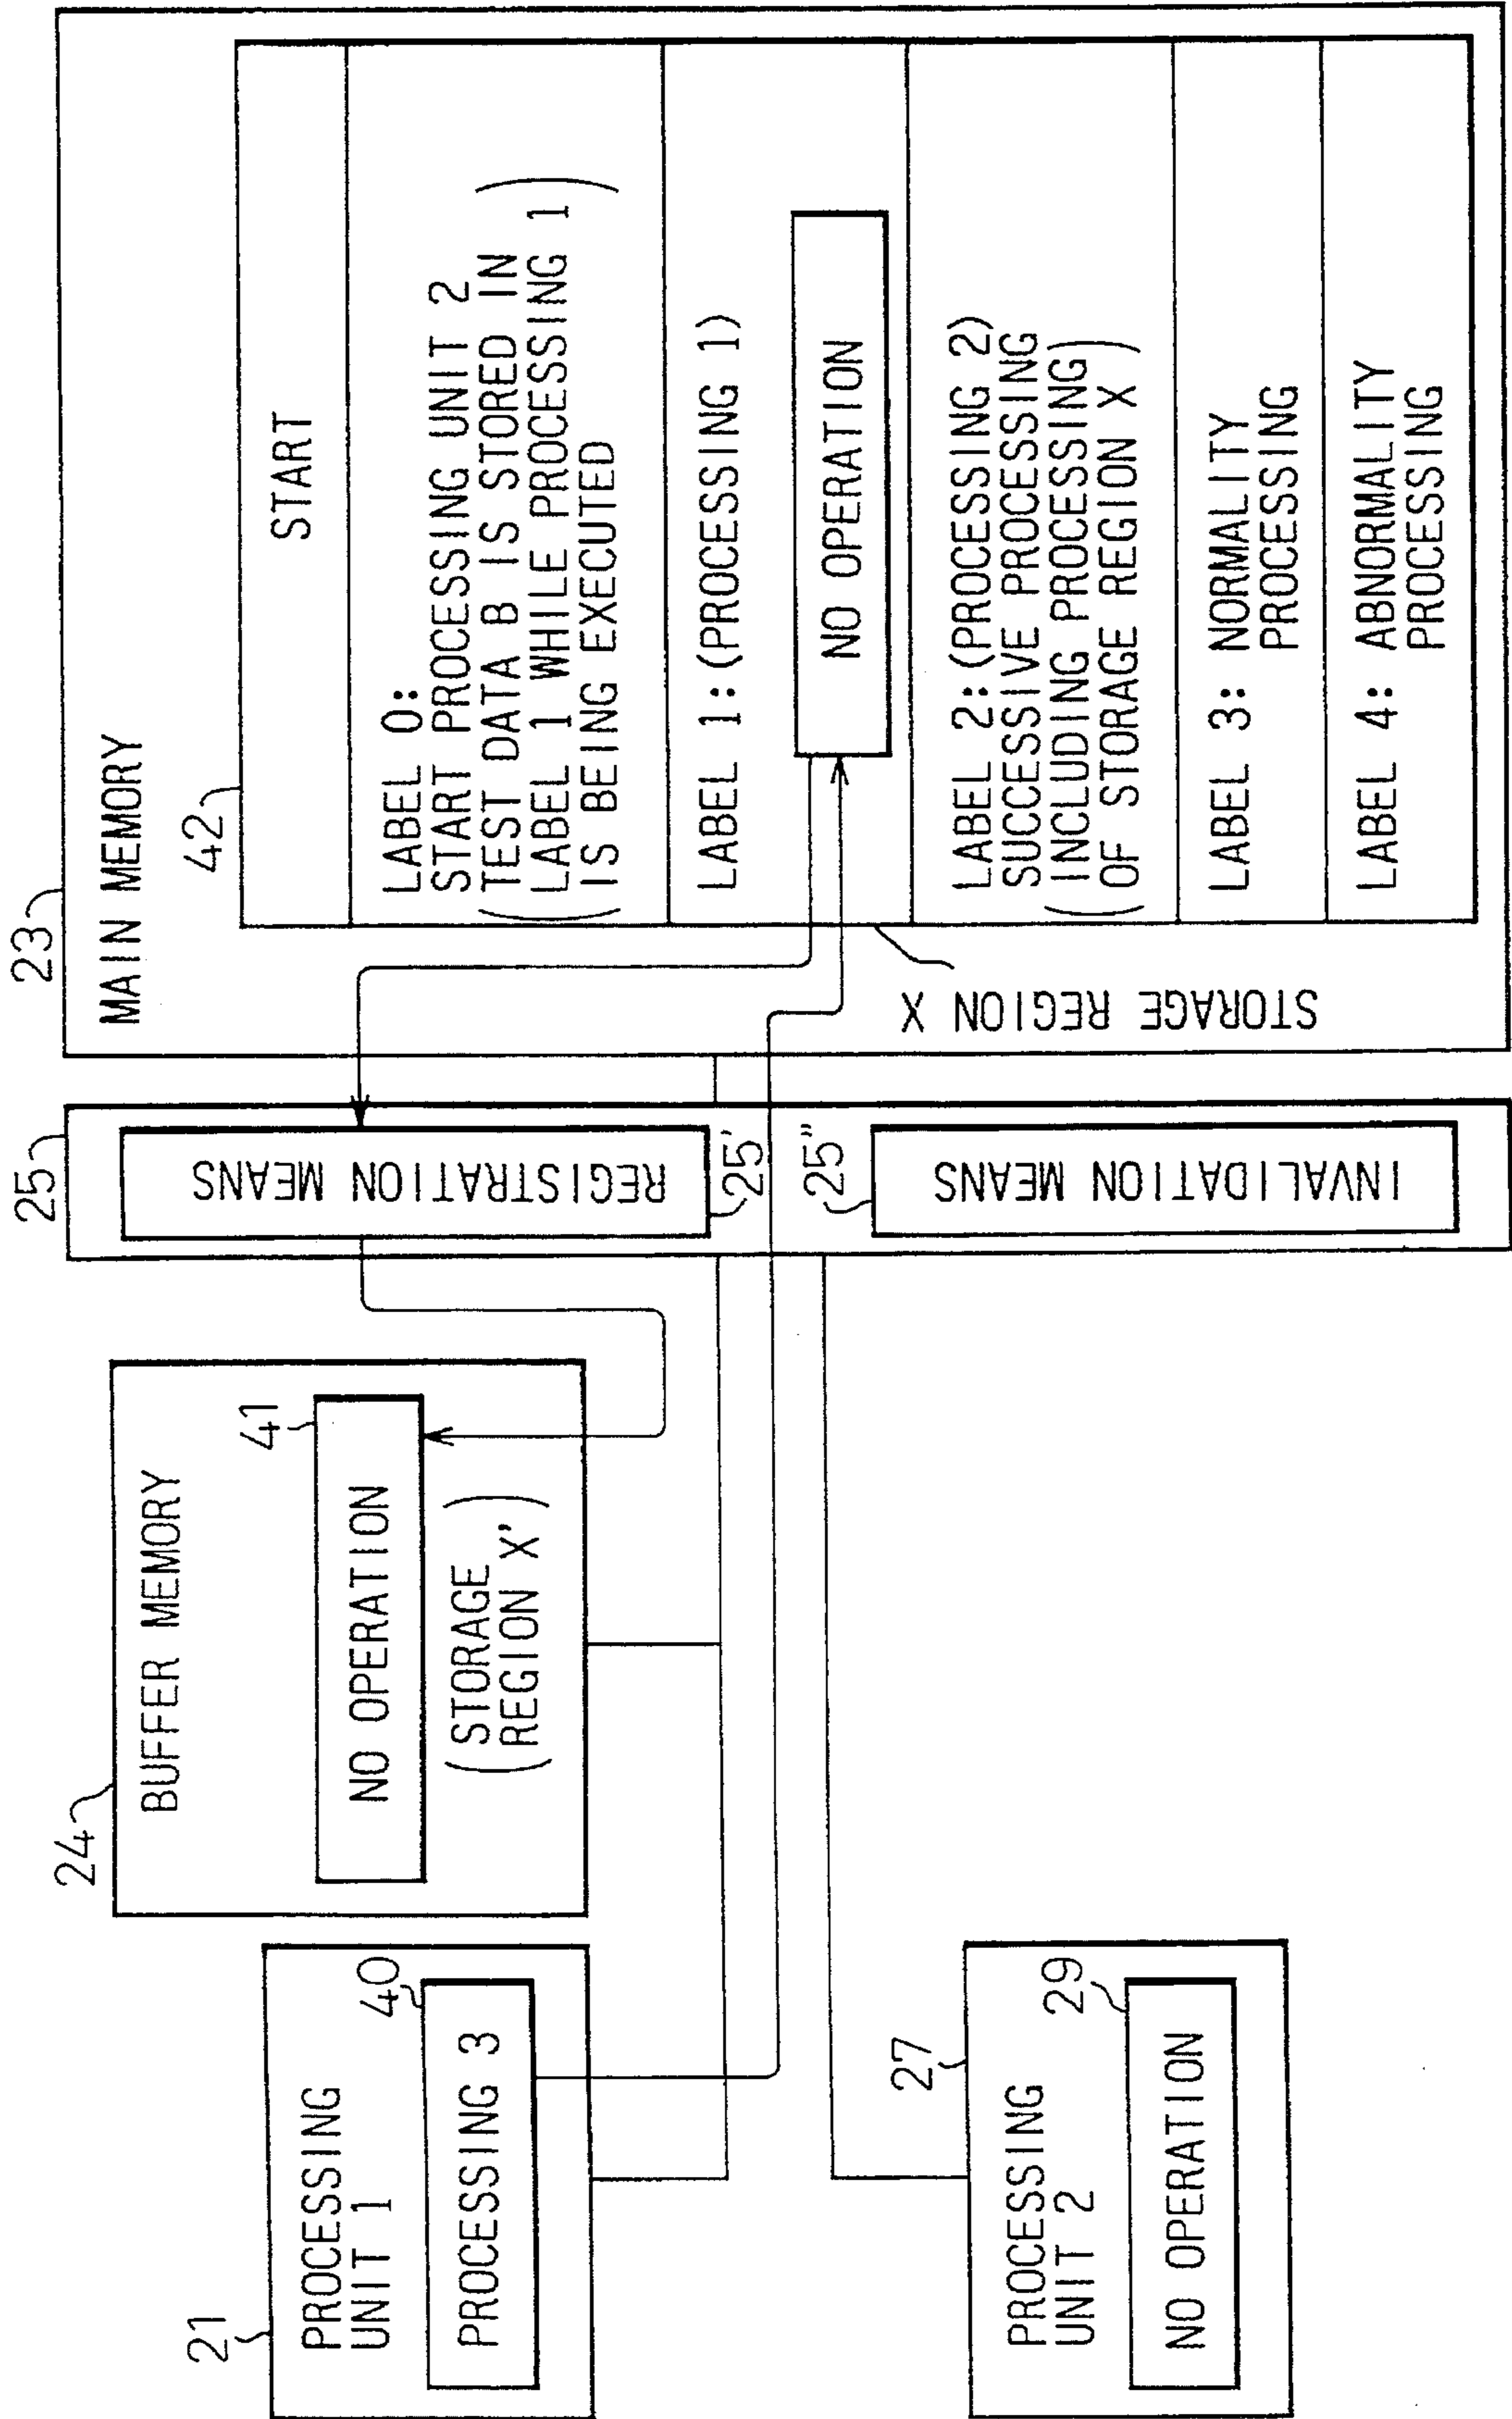 21
PROCESSING
UNIT 1
40
PROCESSING 3
24
BUFFER MEMORY
41
NO OPERATION
(STORAGE
REGION X')
27
PROCESSING
UNIT 2
29
NO OPERATION
25
REGISTRATION MEANS
25'
25"
INVALIDATION MEANS
23
MAIN MEMORY
42
START
LABEL 0:
START PROCESSING UNIT 2
(TEST DATA B IS STORED IN
LABEL 1 WHILE PROCESSING 1
IS BEING EXECUTED)
LABEL 1:(PROCESSING 1)
NO OPERATION
LABEL 2:(PROCESSING 2)
SUCCESSIVE PROCESSING
(INCLUDING PROCESSING
OF STORAGE REGION X)
LABEL 3: NORMALITY
PROCESSING
LABEL 4: ABNORMALITY
PROCESSING
STORAGE REGION X